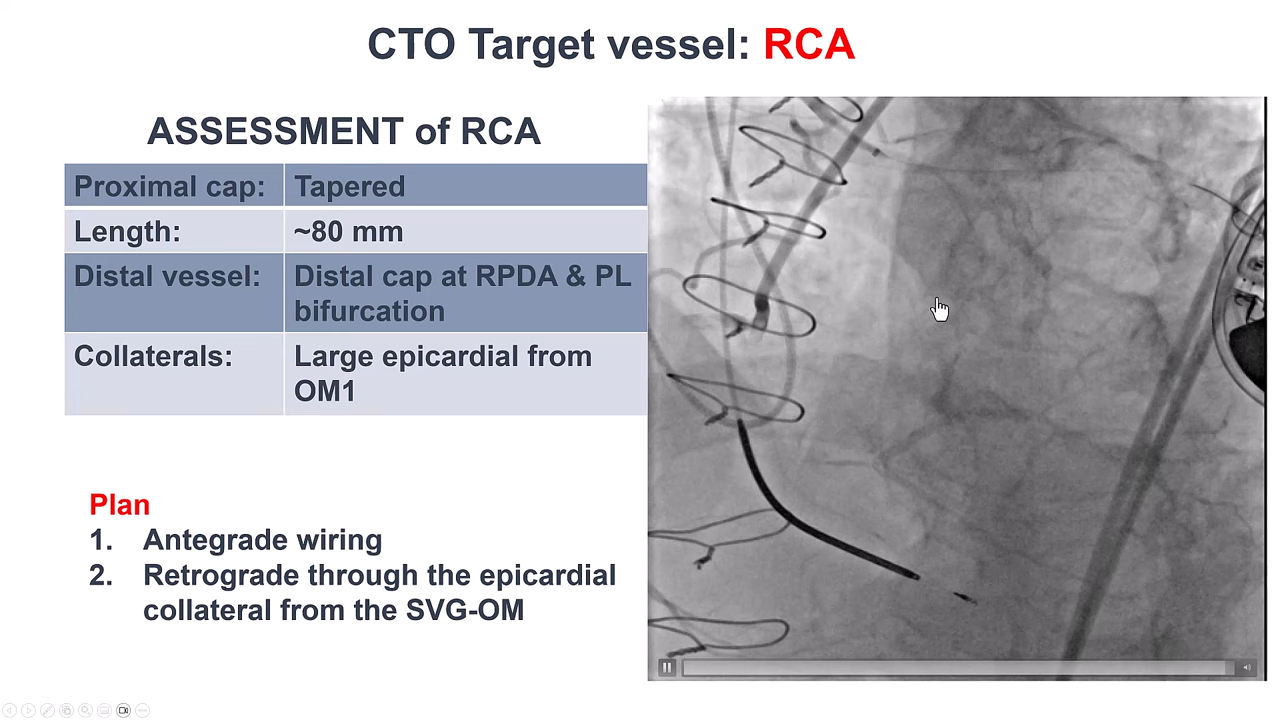 CTO Target vessel: RCA
ASSESSMENT of RCA
Proximal cap: Tapered
Length: ~80 mm
Distal vessel: Distal cap at RPDA & PL
bifurcation
Collaterals: Large epicardial from
OM1
Plan
1. Antegrade wiring
2. Retrograde through the epicardial
collateral from the SVG-OM